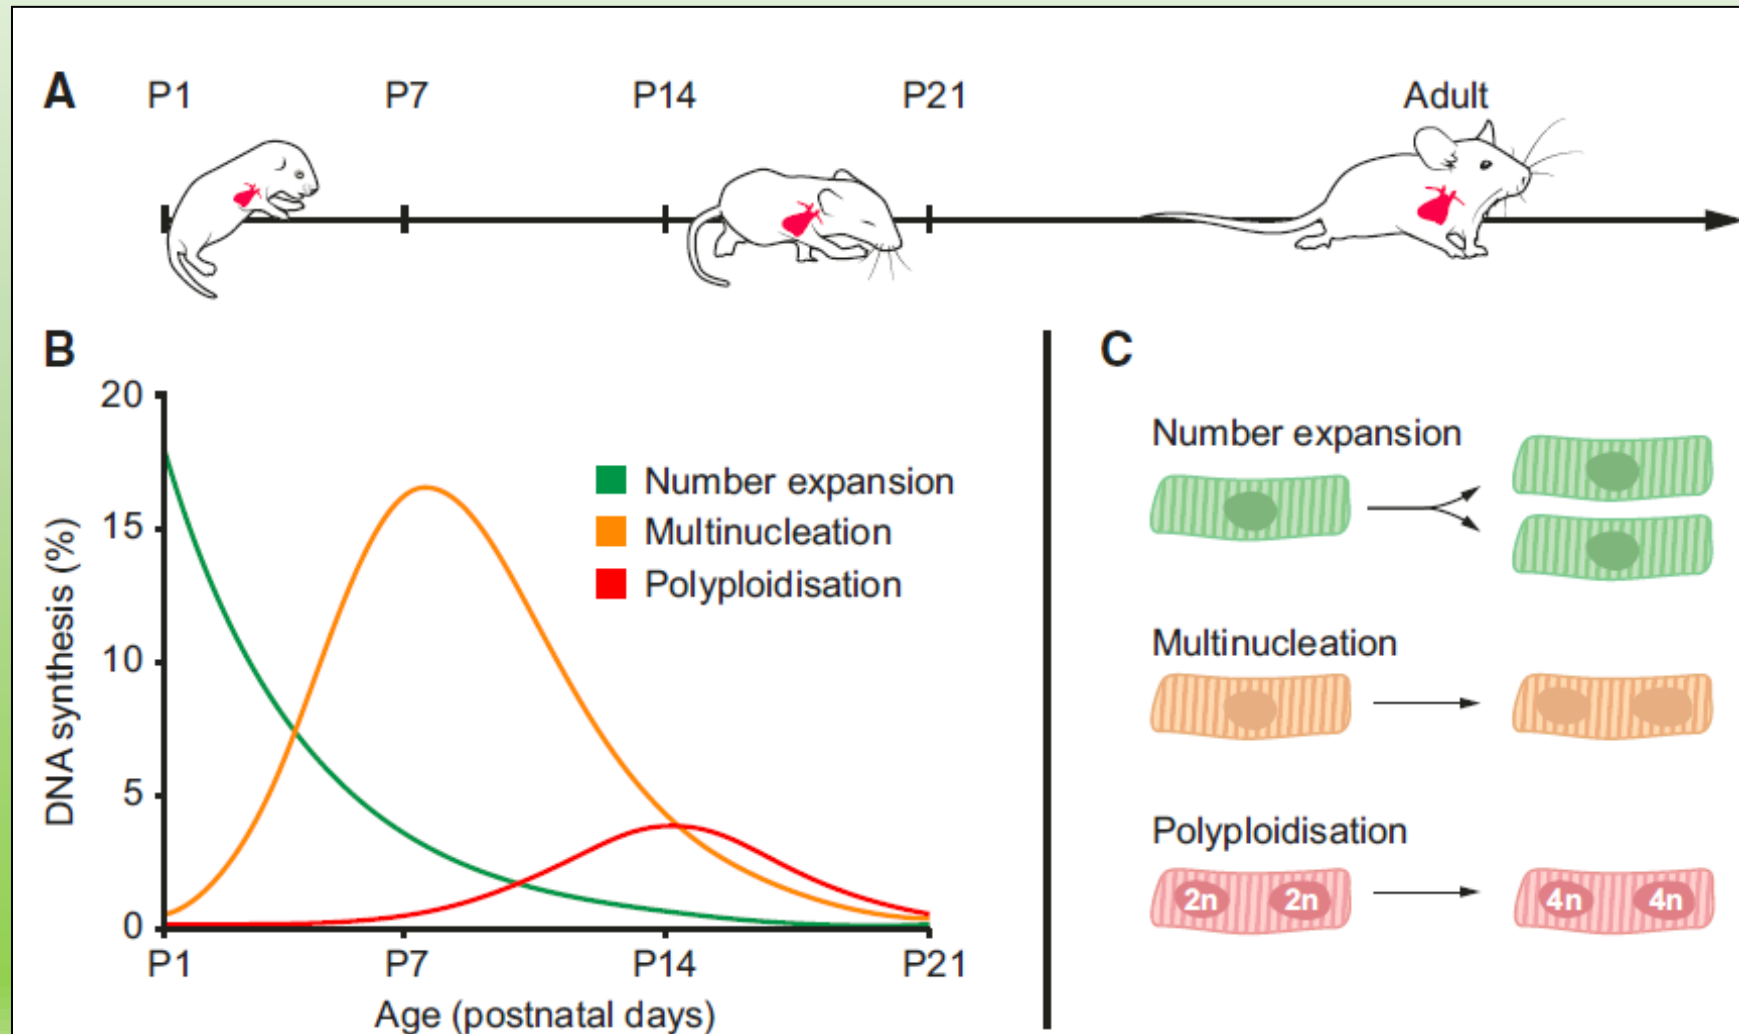 A
P1 P7 P14 P21 Adult
B
20
15
10
5
0
DNA synthesis (%)
Number expansion
Multinucleation
Polyploidisation
P1 P7 P14 P21
Age (postnatal days)
C
Number expansion
Multinucleation
Polyploidisation
2n 2n 4n 4n